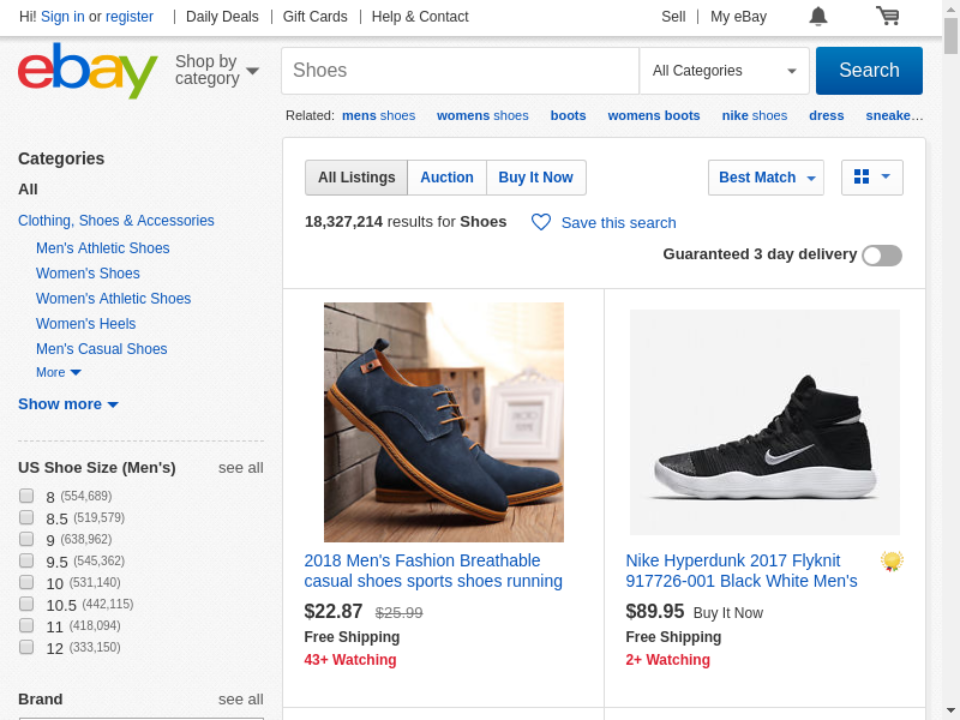 Hi! Sign in or register
Daily Deals
Gift Cards
Help & Contact
Sell
My eBay
ebay
Shop by
category
Shoes
All Categories
Search
Related: mens shoes womens shoes boots womens boots nike shoes dress sneake...
Categories
All
Clothing, Shoes & Accessories
Men's Athletic Shoes
Women's Shoes
Women's Athletic Shoes
Women's Heels
Men's Casual Shoes
More
Show more
US Shoe Size (Men's) see all
8 (554,689)
8.5 (519,579)
9 (638,962)
9.5 (545,362)
10 (531,140)
10.5 (442,115)
11 (418,094)
12 (333,150)
Brand see all
All Listings Auction Buy It Now
Best Match
18,327,214 results for Shoes
Save this search
Guaranteed 3 day delivery
2018 Men's Fashion Breathable
casual shoes sports shoes running
$22.87 $25.99
Free Shipping
43+ Watching
Nike Hyperdunk 2017 Flyknit
917726-001 Black White Men's
$89.95 Buy It Now
Free Shipping
2+ Watching